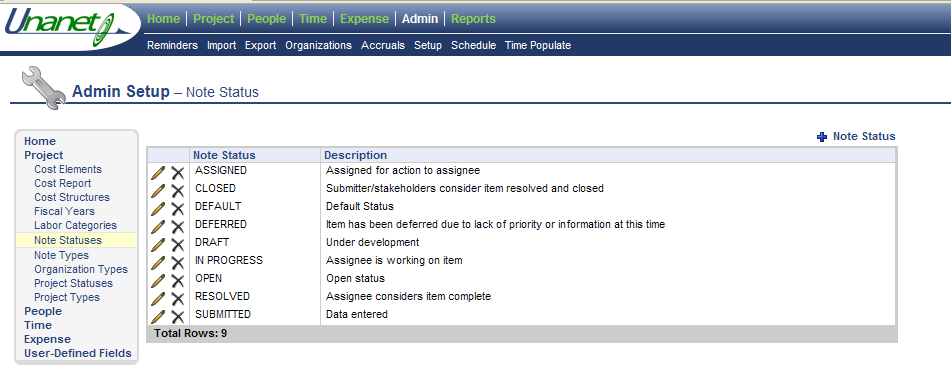 Unanet
Home Project People Time Expense Admin Reports
Reminders Import Export Organizations Accruals Setup Schedule Time Populate
Admin Setup – Note Status
Note Status
Home
Project
Cost Elements
Cost Report
Cost Structures
Fiscal Years
Labor Categories
Note Statuses
Note Types
Organization Types
Project Statuses
Project Types
People
Time
Expense
User-Defined Fields
Note Status Description
ASSIGNED Assigned for action to assignee
CLOSED Submitter/stakeholders consider item resolved and closed
DEFAULT Default Status
DEFERRED Item has been deferred due to lack of priority or information at this time
DRAFT Under development
IN PROGRESS Assignee is working on item
OPEN Open status
RESOLVED Assignee considers item complete
SUBMITTED Data entered
Total Rows: 9